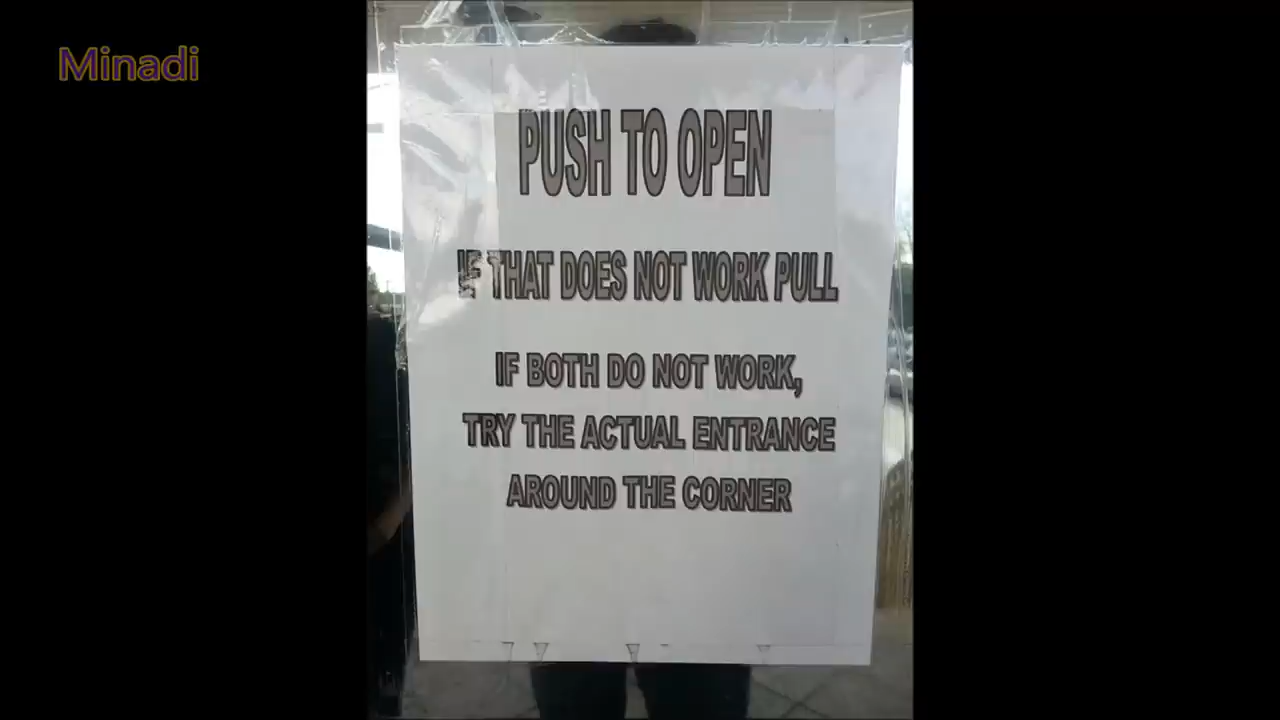 Minadi
PUSH TO OPEN
IF THAT DOES NOT WORK PULL
IF BOTH DO NOT WORK,
TRY THE ACTUAL ENTRANCE
AROUND THE CORNER